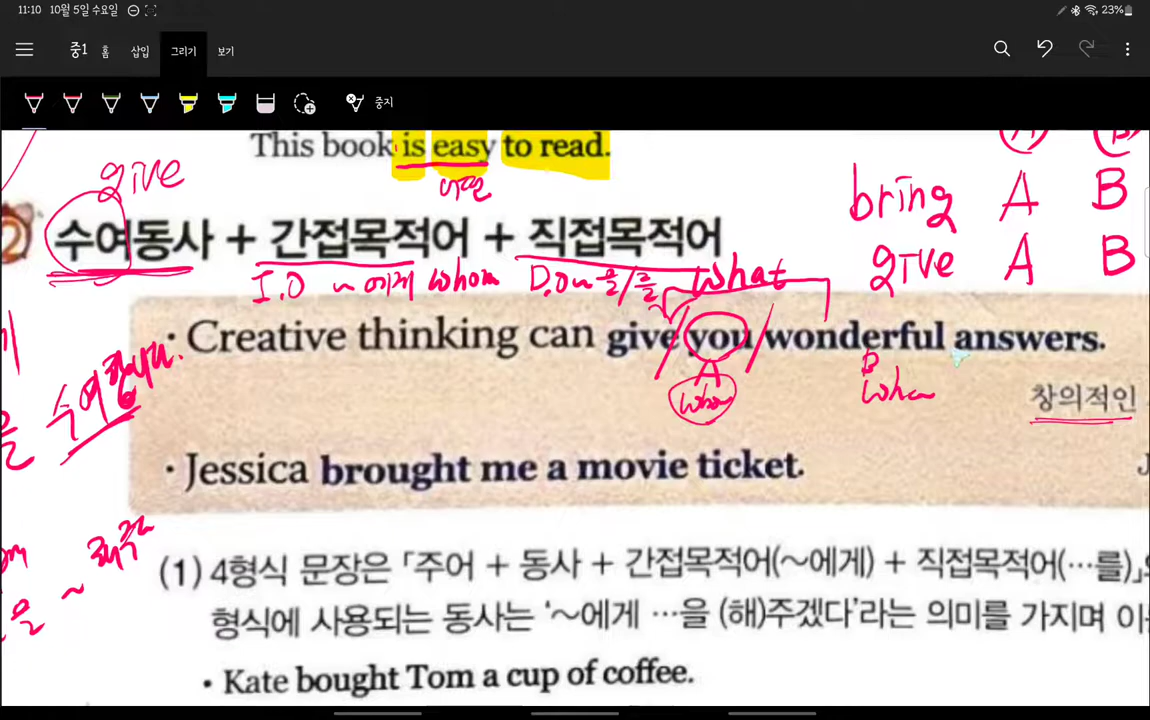 11:10 10월 5일 수요일 23%
중1 홈 삽입 그리기 보기
중지
This book is easy to read.
give
bring A B
수여동사 + 간접목적어 + 직접목적어
give A B
I.O ~에게 whom D.O ~을/를 what
· Creative thinking can give you wonderful answers.
A B
whom wha
창의적인
· Jessica brought me a movie ticket. J
(1) 4형식 문장은 「주어 + 동사 + 간접목적어(~에게) + 직접목적어(…를)」
형식에 사용되는 동사는 ‘~에게 …을 (해)주겠다’라는 의미를 가지며 이
· Kate bought Tom a cup of coffee.